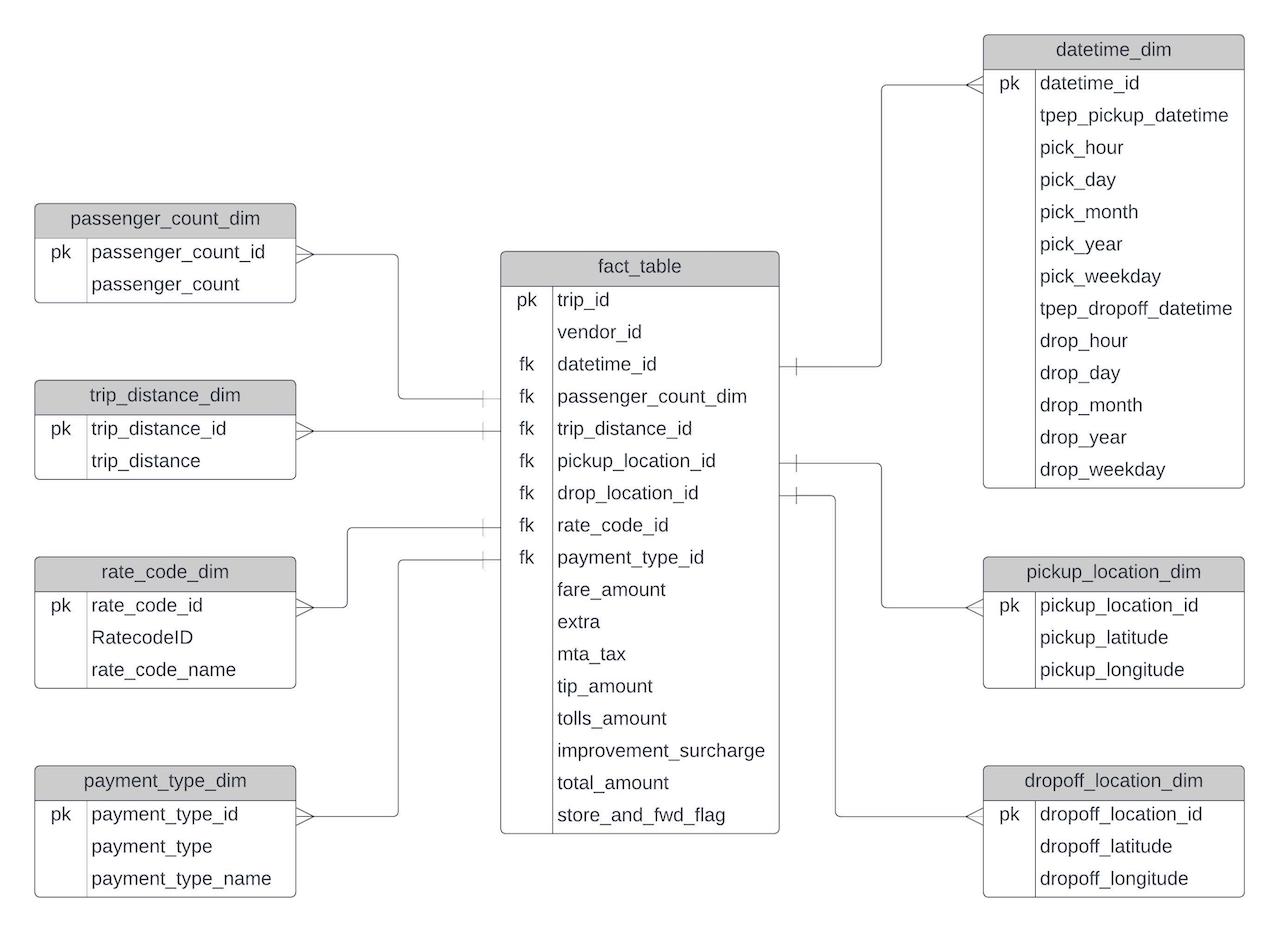 passenger_count_dim
pk passenger_count_id
passenger_count
trip_distance_dim
pk trip_distance_id
trip_distance
rate_code_dim
pk rate_code_id
RatecodeID
rate_code_name
payment_type_dim
pk payment_type_id
payment_type
payment_type_name
fact_table
pk trip_id
vendor_id
fk datetime_id
fk passenger_count_dim
fk trip_distance_id
fk pickup_location_id
fk drop_location_id
fk rate_code_id
fk payment_type_id
fare_amount
extra
mta_tax
tip_amount
tolls_amount
improvement_surcharge
total_amount
store_and_fwd_flag
datetime_dim
pk datetime_id
tpep_pickup_datetime
pick_hour
pick_day
pick_month
pick_year
pick_weekday
tpep_dropoff_datetime
drop_hour
drop_day
drop_month
drop_year
drop_weekday
pickup_location_dim
pk pickup_location_id
pickup_latitude
pickup_longitude
dropoff_location_dim
pk dropoff_location_id
dropoff_latitude
dropoff_longitude